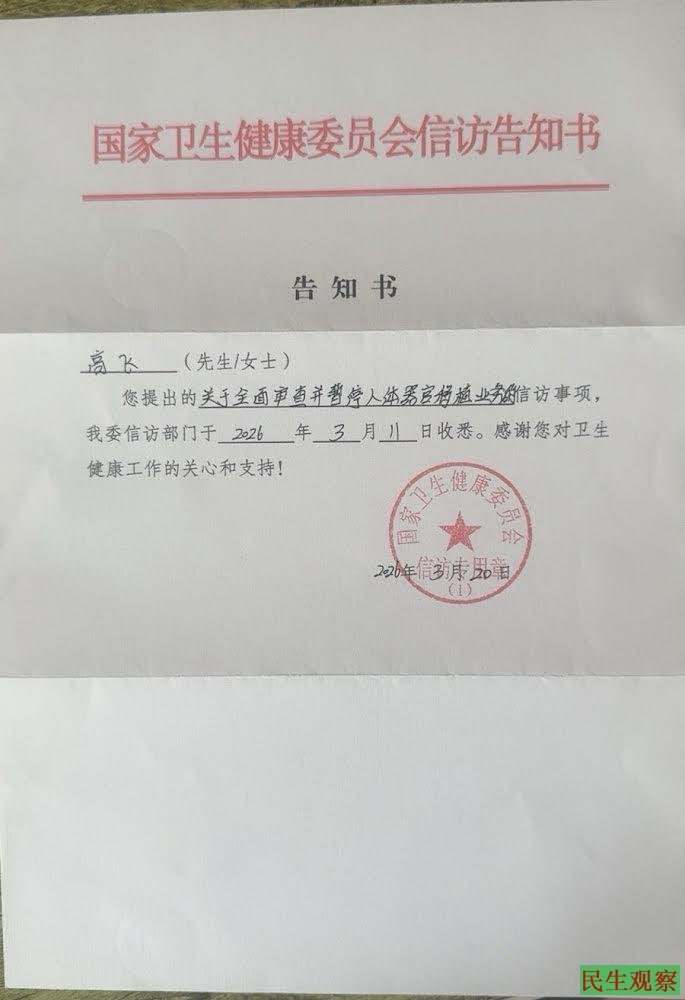 国家卫生健康委员会信访告知书
告知书
高飞 （先生/女士）
您提出的关于全面审查并暂停人体器官移植业务的信访事项，
我委信访部门于 2026 年 3 月 11 日收悉。感谢您对卫生
健康工作的关心和支持！
国家卫生健康委员会
2026年 3月 20日
信访专用章
(1)
民生观察